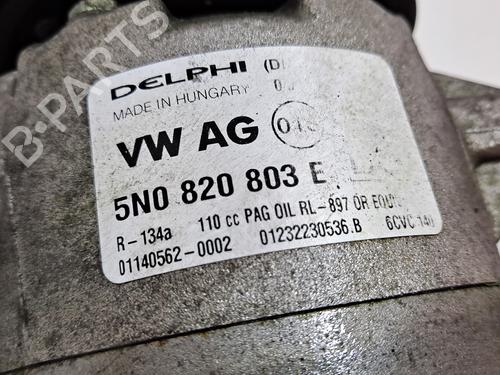 B-PARTS
DELPHI
MADE IN HUNGARY
VW AG
5N0 820 803 E
R-134a 110 cc PAG OIL RL-897 OR
01140562-0002 01232230536.B 6CVC